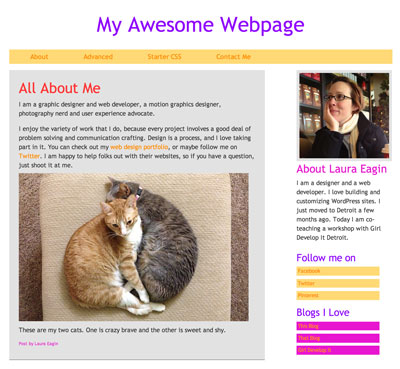 My Awesome Webpage
About Advanced Starter CSS Contact Me
All About Me
I am a graphic designer and web developer, a motion graphics designer,
photography nerd and user experience advocate.
I enjoy the variety of work that I do, because every project involves a good deal of
problem solving and communication crafting. Design is a process, and I love taking
part in it. You can check out my web design portfolio, or maybe follow me on
Twitter. I am happy to help folks out with their websites, so if you have a question,
just shoot it at me.
These are my two cats. One is crazy brave and the other is sweet and shy.
Post by Laura Eagin
About Laura Eagin
I am a designer and a web
developer. I love building and
customizing WordPress sites. I
just moved to Detroit a few
months ago. Today I am co-
teaching a workshop with Girl
Develop It Detroit.
Follow me on
Facebook
Twitter
Pinterest
Blogs I Love
This Blog
That Blog
Girl Develop It